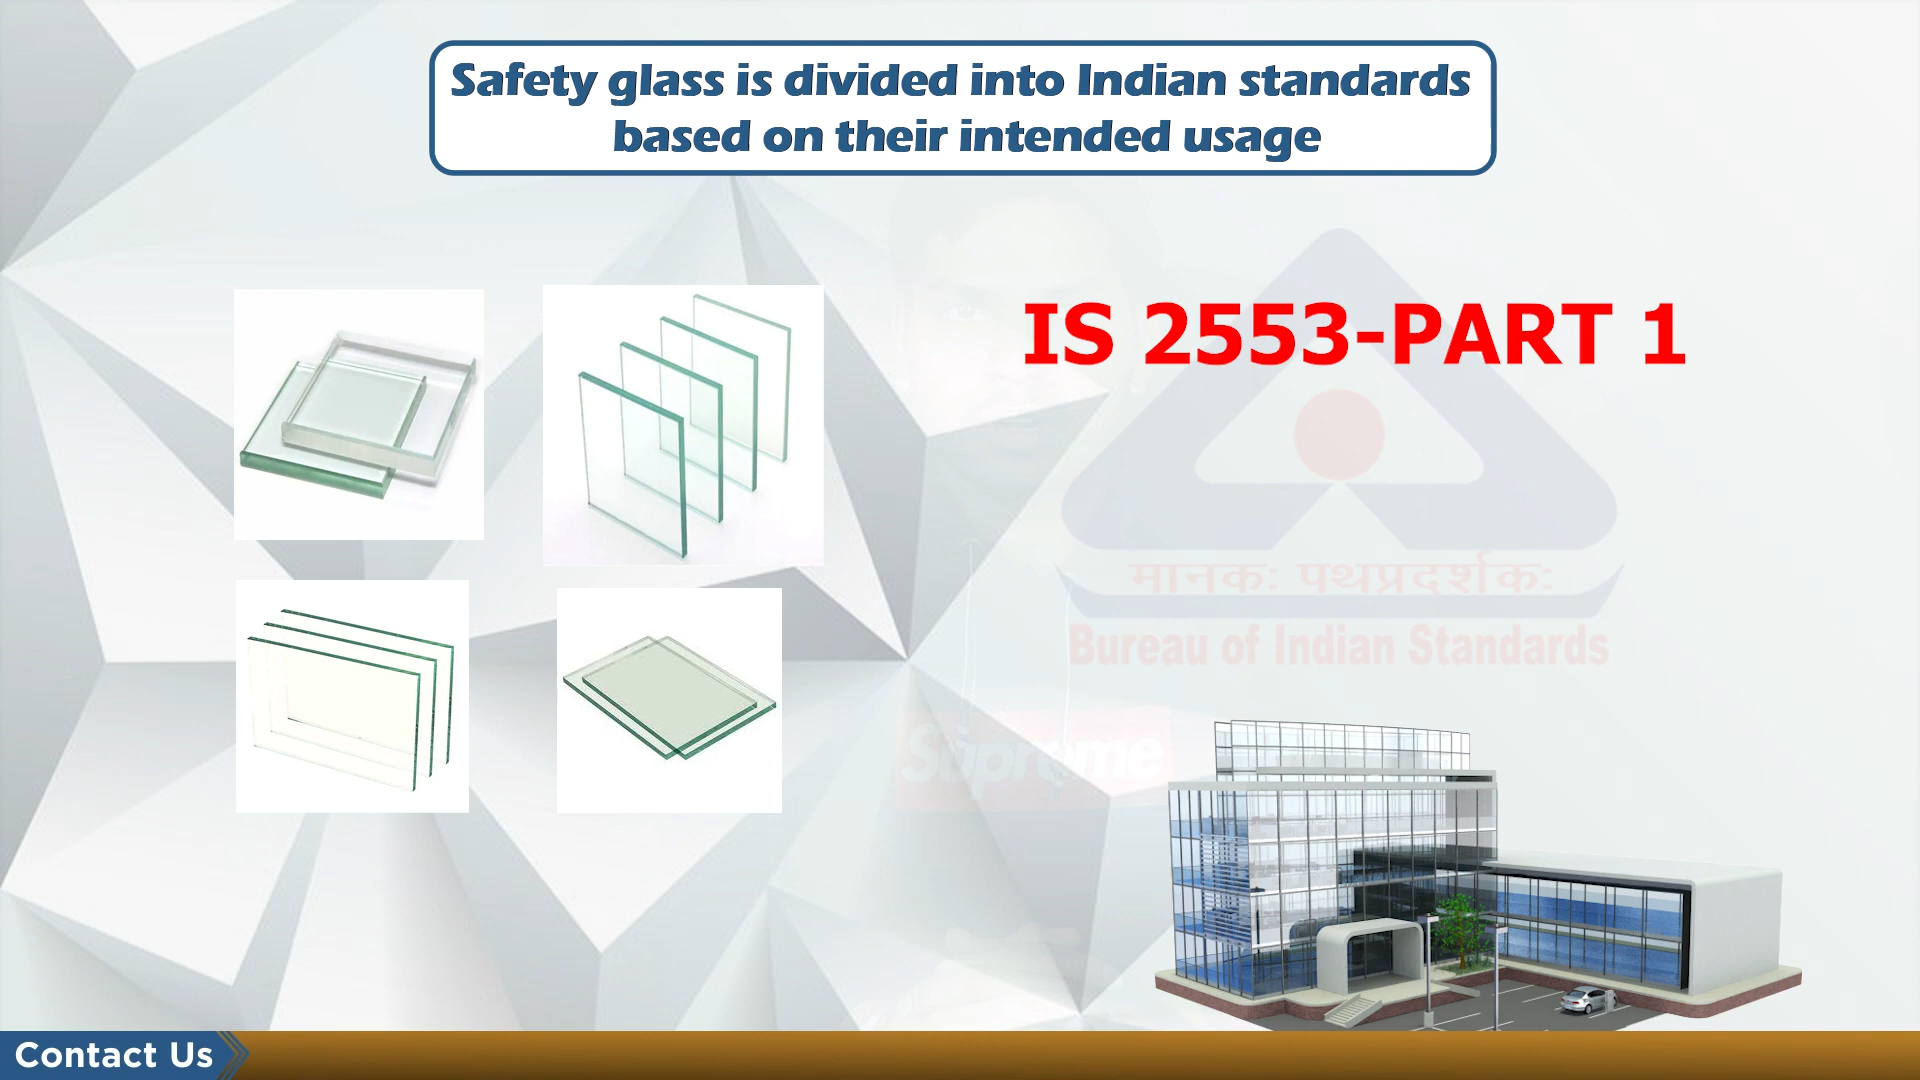 Safety glass is divided into Indian standards
based on their intended usage
IS 2553-PART 1
मानकः पथप्रदर्शकः
Bureau of Indian Standards
Supreme
Contact Us